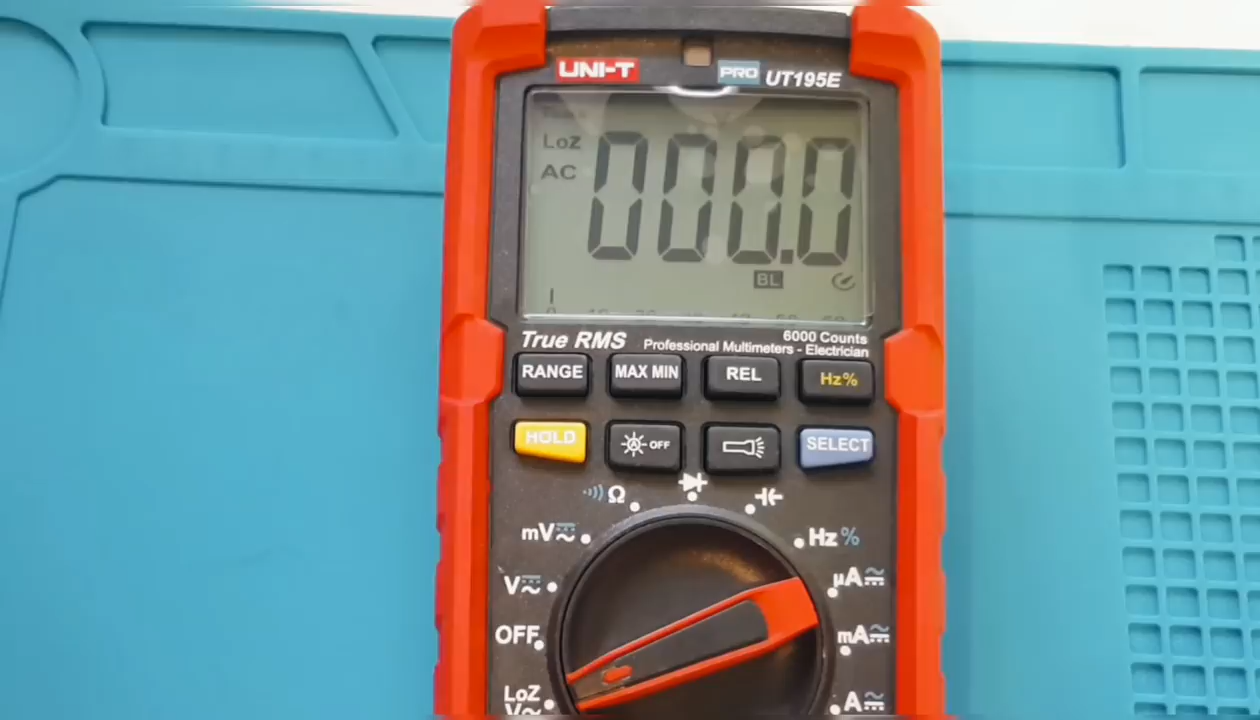 UNI-T PRO UT195E
LoZ
AC
000.0
BL
0
True RMS
6000 Counts
Professional Multimeters - Electrician
RANGE MAX MIN REL Hz%
HOLD A OFF SELECT
Ω
mV Hz %
V µA
OFF mA
LoZ
V A